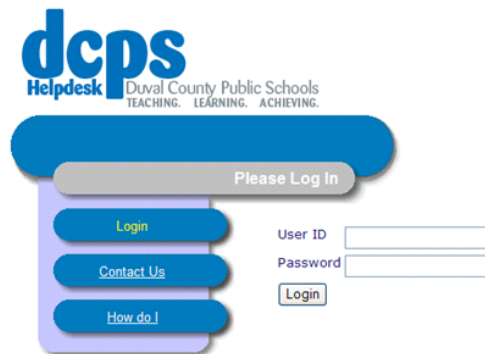 dcps
Helpdesk Duval County Public Schools
TEACHING. LEARNING. ACHIEVING.
Please Log In
Login
Contact Us
How do I
User ID
Password
Login